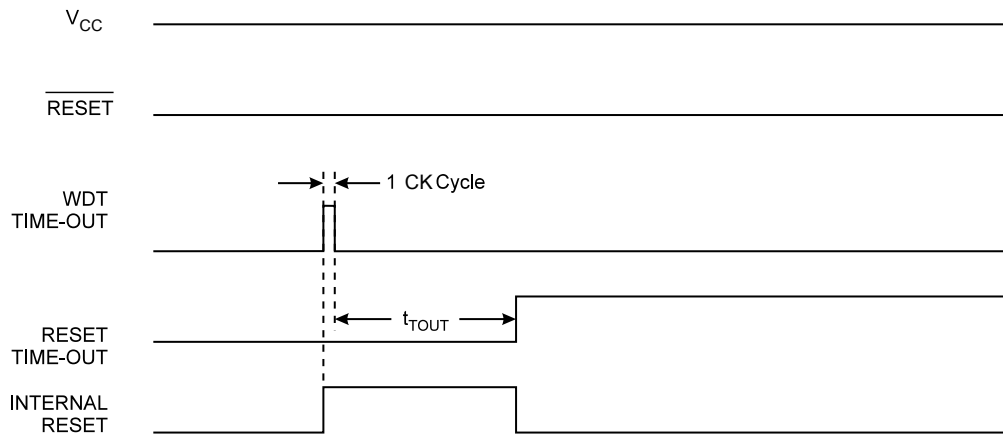 VCC
RESET
1 CK Cycle
WDT
TIME-OUT
tTOUT
RESET
TIME-OUT
INTERNAL
RESET